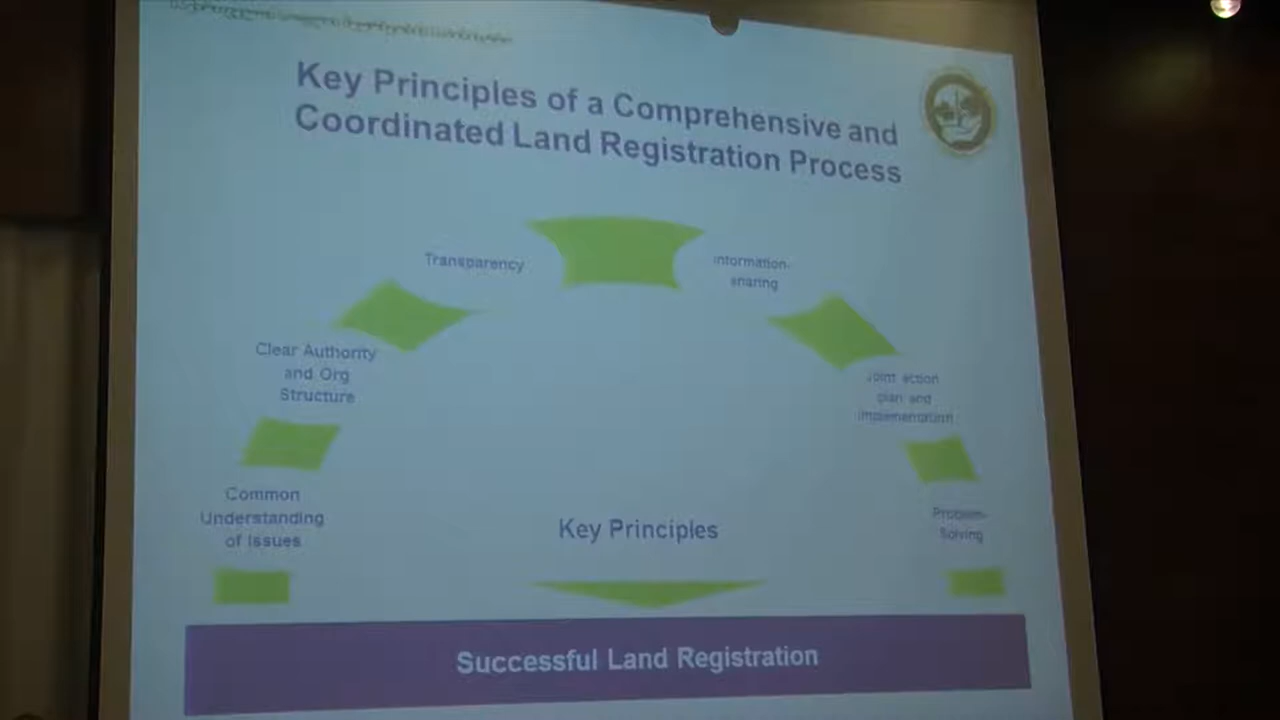 Key Principles of a Comprehensive and
Coordinated Land Registration Process
Transparency
Information-
sharing
Clear Authority
and Org
Structure
Joint action
plan and
implementation
Common
Understanding
of Issues
Key Principles
Problem-
Solving
Successful Land Registration